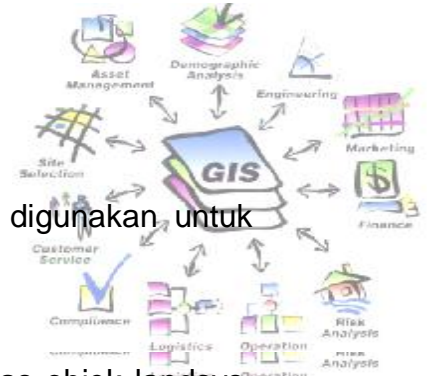 Asset
Management
Demographic
Analysis
Engineering
Marketing
Site
Selection
GIS
Finance
digunakan untuk
Customer
Service
Compliance
Logistics
Operation
Risk
Analysis
objek